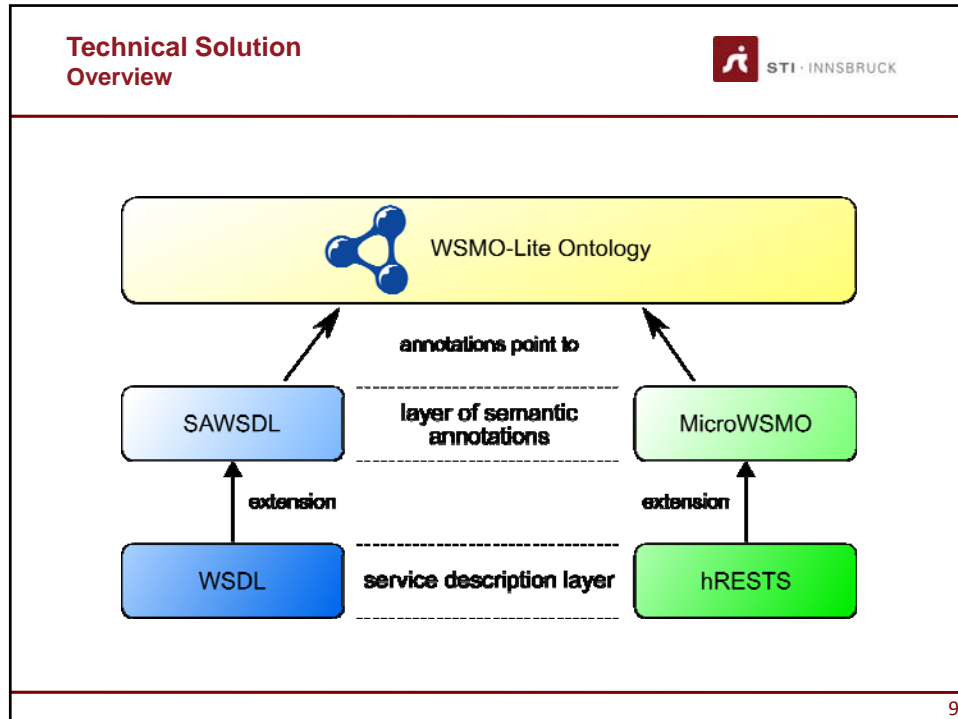 Technical Solution
Overview
STI · INNSBRUCK
WSMO-Lite Ontology
annotations point to
SAWSDL
layer of semantic
annotations
MicroWSMO
extension
extension
WSDL
service description layer
hRESTS
9